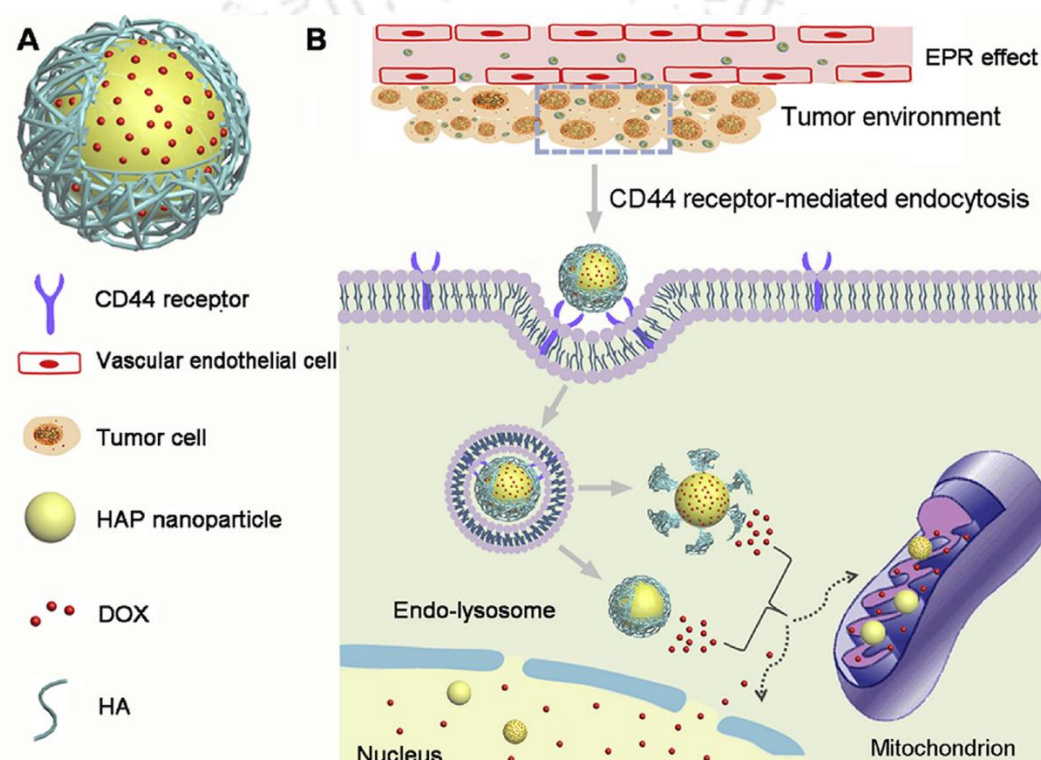 A
B
EPR effect
Tumor environment
CD44 receptor-mediated endocytosis
CD44 receptor
Vascular endothelial cell
Tumor cell
HAP nanoparticle
DOX
HA
Endo-lysosome
Nucleus
Mitochondrion